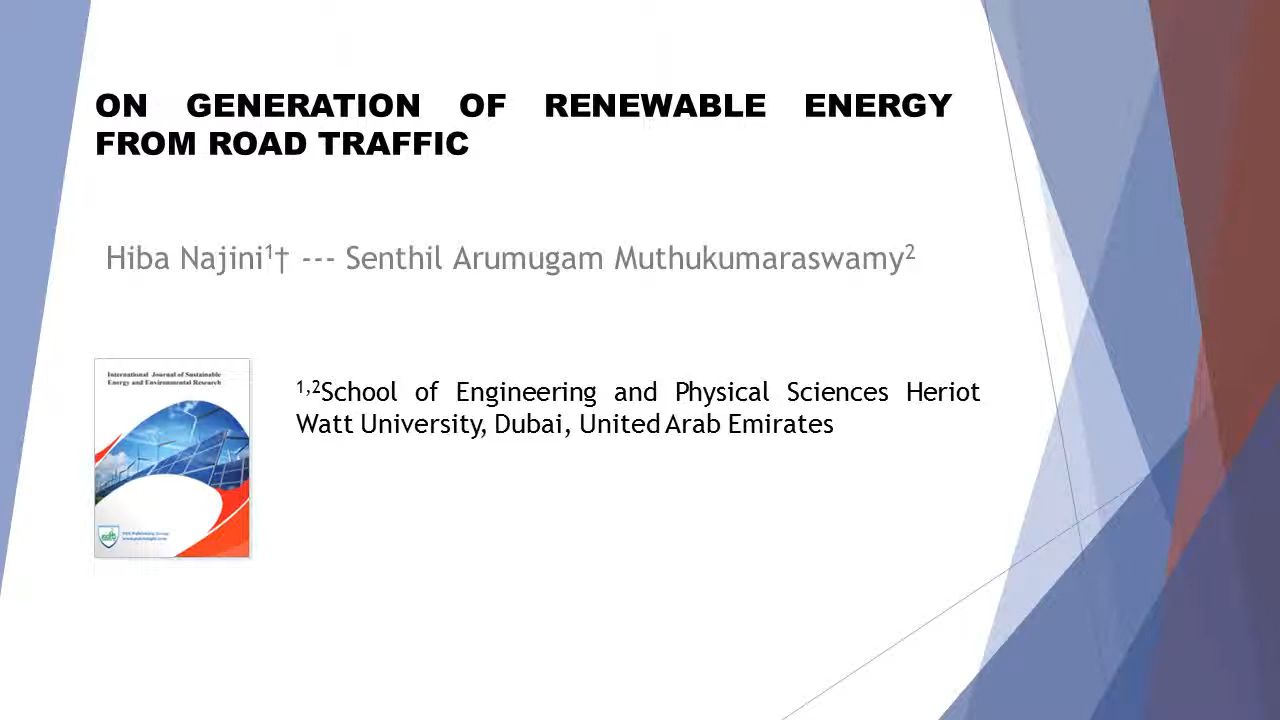 ON GENERATION OF RENEWABLE ENERGY
FROM ROAD TRAFFIC
Hiba Najini¹† --- Senthil Arumugam Muthukumaraswamy²
International Journal of Sustainable
Energy and Environmental Research
¹,²School of Engineering and Physical Sciences Heriot
Watt University, Dubai, United Arab Emirates